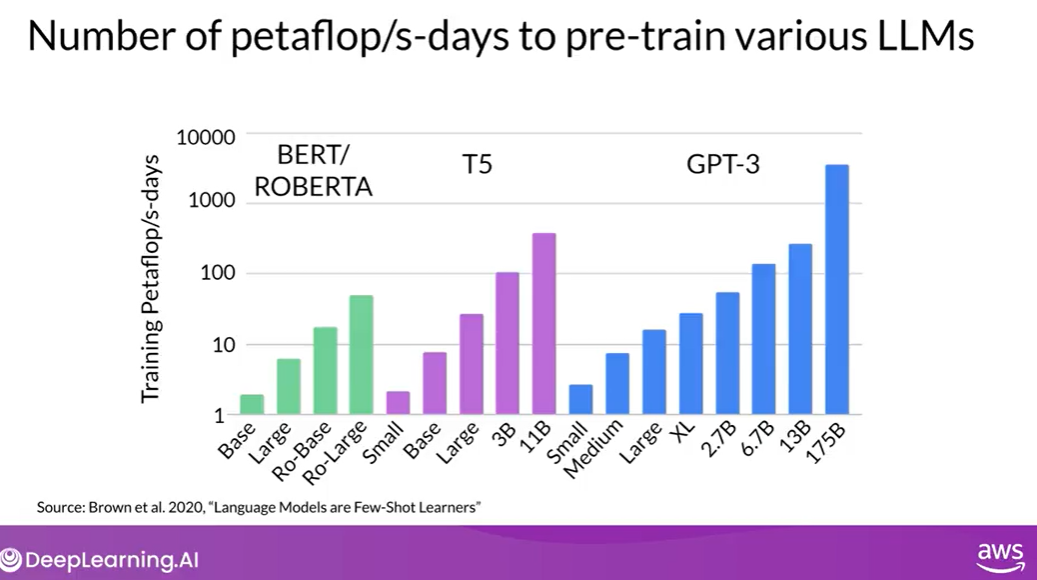 Number of petaflop/s-days to pre-train various LLMs
10000
1000
100
10
1
Training Petaflop/s-days
BERT/
ROBERTA
T5
GPT-3
Base
Large
Ro-Base
Ro-Large
Small
Base
Large
3B
11B
Small
Medium
Large
XL
2.7B
6.7B
13B
175B
Source: Brown et al. 2020, “Language Models are Few-Shot Learners”
DeepLearning.AI
aws